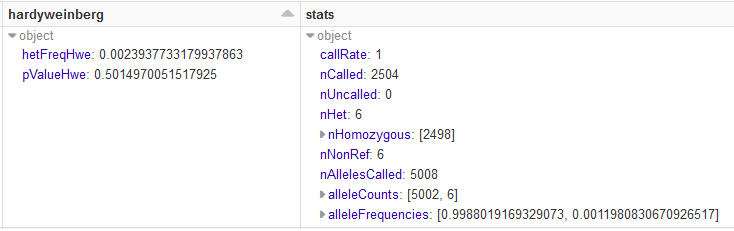 hardyweinberg
object
hetFreqHwe: 0.0023937733179937863
pValueHwe: 0.5014970051517925
stats
object
callRate: 1
nCalled: 2504
nUncalled: 0
nHet: 6
nHomozygous: [2498]
nNonRef: 6
nAllelesCalled: 5008
alleleCounts: [5002, 6]
alleleFrequencies: [0.9988019169329073, 0.0011980830670926517]